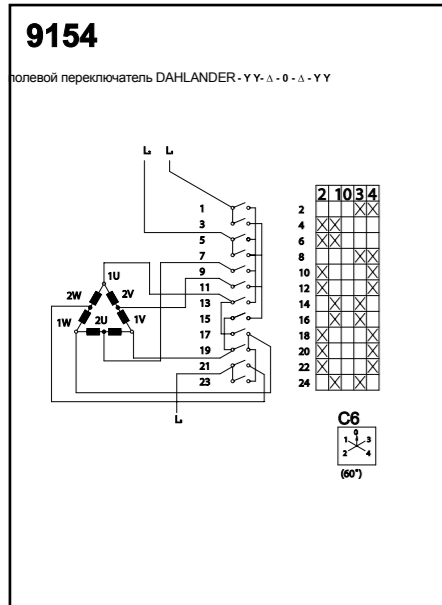 9154
полевой переключатель DAHLANDER - Y Y- Δ - 0 - Δ - Y Y
1
3
5
7
9
11
13
15
17
19
21
23
1U
2W
2V
1W
2U
1V
2 1 0 3 4
2 X X
4 X X
6 X X
8 X X
10 X X
12 X X
14 X X
16 X X
18 X X
20 X X
22 X X
24 X X
C6
0
1 3
2 4
(60°)